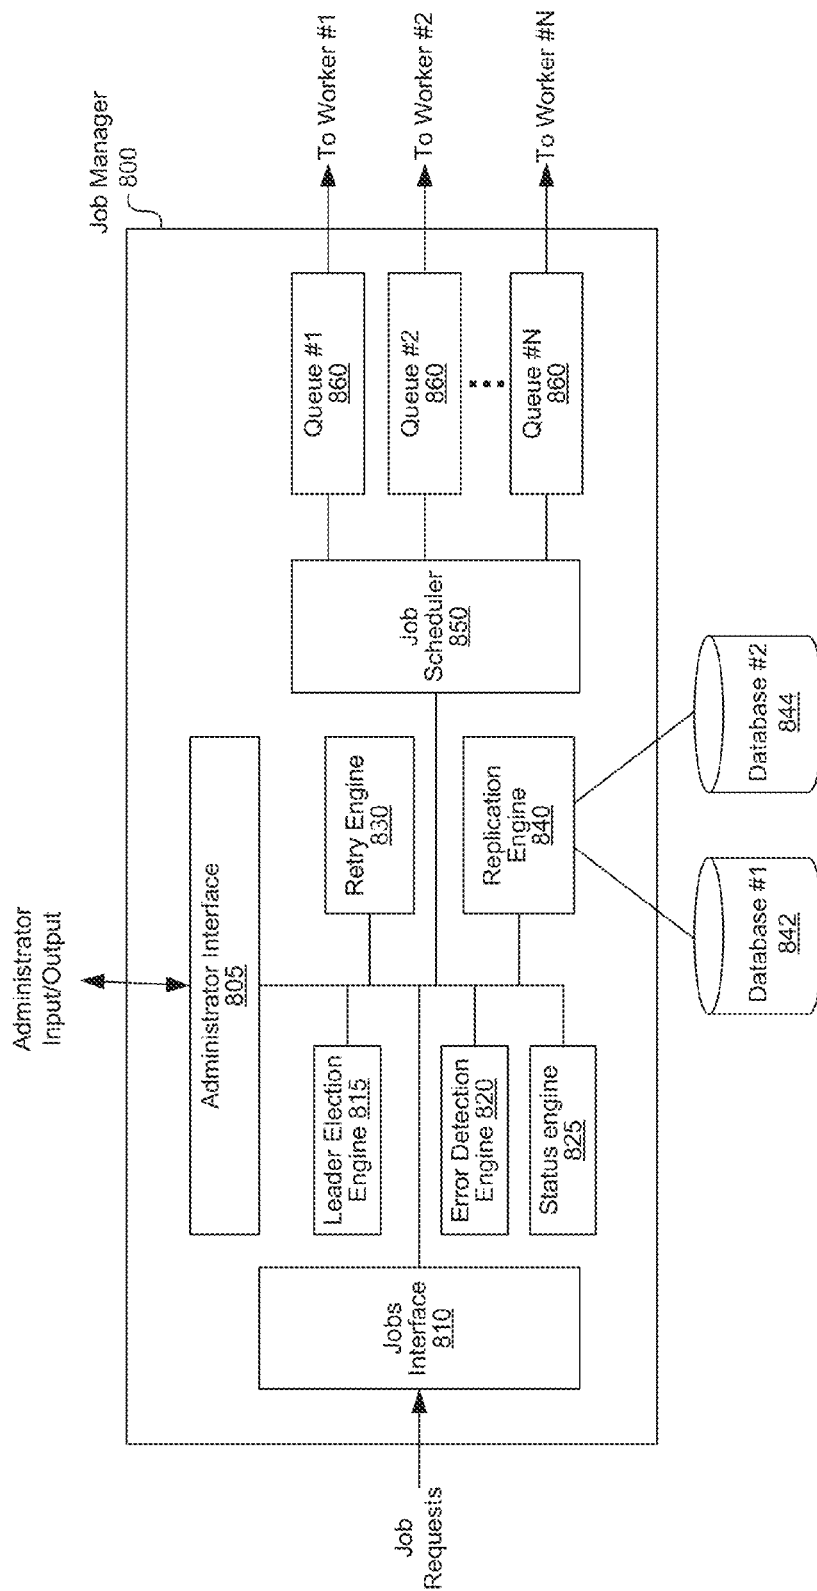 Administrator
Input/Output
Job Manager
800
Administrator Interface
805
Job
Requests
Jobs
Interface
810
Leader Election
Engine 815
Error Detection
Engine 820
Status engine
825
Retry Engine
830
Replication
Engine
840
Job
Scheduler
850
Queue #1
860
Queue #2
860
Queue #N
860
To Worker #1
To Worker #2
To Worker #N
Database #1
842
Database #2
844